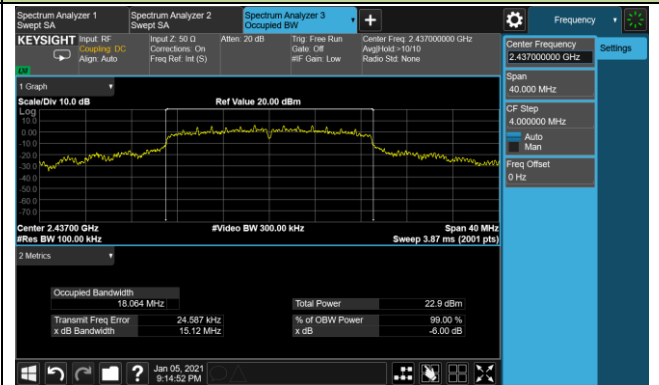 Spectrum Analyzer 1
Swept SA
Spectrum Analyzer 2
Swept SA
Spectrum Analyzer 3
Occupied BW
Frequency
KEYSIGHT
Input: RF
Coupling: DC
Align: Auto
Input Z: 50 Ω
Corrections: On
Freq Ref: Int (S)
Atten: 20 dB
Trig: Free Run
Gate: Off
#IF Gain: Low
Center Freq: 2.437000000 GHz
Avg|Hold:>10/10
Radio Std: None
LXI
Center Frequency
2.437000000 GHz
Settings
Span
40.000 MHz
CF Step
4.000000 MHz
Auto
Man
Freq Offset
0 Hz
1 Graph
Scale/Div 10.0 dB
Ref Value 20.00 dBm
Log
10.0
0.00
-10.0
-20.0
-30.0
-40.0
-50.0
-60.0
-70.0
Center 2.43700 GHz
#Video BW 300.00 kHz
Span 40 MHz
#Res BW 100.00 kHz
Sweep 3.87 ms (2001 pts)
2 Metrics
Occupied Bandwidth
18.064 MHz
Total Power 22.9 dBm
Transmit Freq Error 24.587 kHz
% of OBW Power 99.00 %
x dB Bandwidth 15.12 MHz
x dB -6.00 dB
?
Jan 05, 2021
9:14:52 PM